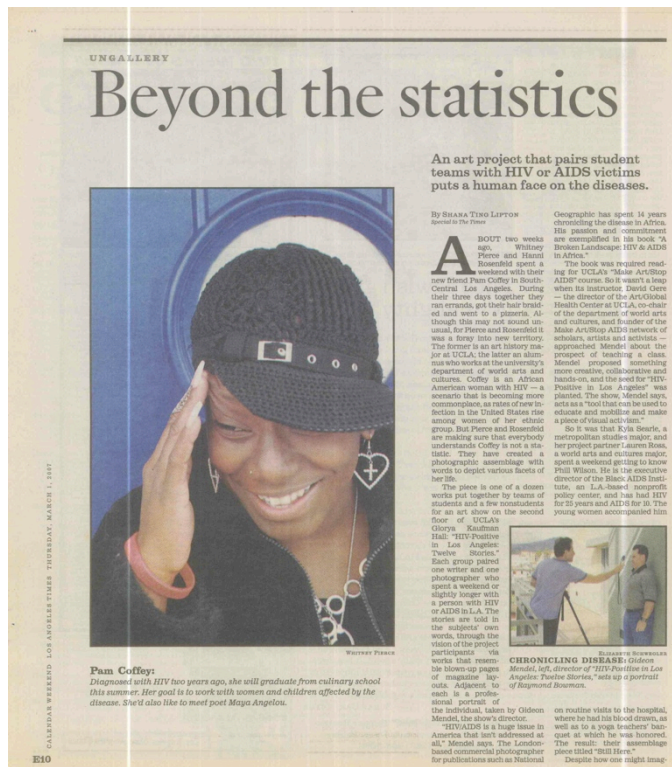 UNGALLERY
Beyond the statistics
An art project that pairs student
teams with HIV or AIDS victims
puts a human face on the diseases.
By SHANA TING LIPTON
Special to The Times
ABOUT two weeks
ago, Whitney
Pierce and Hanni
Rosenfeld spent a
weekend with their
new friend Pam Coffey in South-
Central Los Angeles. During
their three days together they
ran errands, got their hair braid-
ed and went to a pizzeria. Al-
though this may not sound un-
usual, for Pierce and Rosenfeld it
was a foray into new territory.
The former is an art history ma-
jor at UCLA; the latter an alum-
nus who works at the university's
department of world arts and
cultures. Coffey is an African
American woman with HIV — a
scenario that is becoming more
commonplace, as rates of new in-
fection in the United States rise
among women of her ethnic
group. But Pierce and Rosenfeld
are making sure that everybody
understands Coffey is not a sta-
tistic. They have created a
photographic assemblage with
words to depict various facets of
her life.
The piece is one of a dozen
works put together by teams of
students and a few nonstudents
for an art show on the second
floor of UCLA's
Glorya Kaufman
Hall: "HIV-Positive
in Los Angeles:
Twelve Stories."
Each group paired
one writer and one
photographer who
spent a weekend or
slightly longer with
a person with HIV
or AIDS in L.A. The
stories are told in
the subjects' own
words, through the
vision of the project
participants via
works that resem-
ble blown-up pages
of magazine lay-
outs. Adjacent to
each is a profes-
sional portrait of
the individual, taken by Gideon
Mendel, the show's director.
"HIV/AIDS is a huge issue in
America that isn't addressed at
all," Mendel says. The London-
based commercial photographer
for publications such as National
Geographic has spent 14 years
chronicling the disease in Africa.
His passion and commitment
are exemplified in his book "A
Broken Landscape: HIV & AIDS
in Africa."
The book was required read-
ing for UCLA's "Make Art/Stop
AIDS" course. So it wasn't a leap
when its instructor, David Gere
— the director of the Art/Global
Health Center at UCLA, co-chair
of the department of world arts
and cultures, and founder of the
Make Art/Stop AIDS network of
scholars, artists and activists —
approached Mendel about the
prospect of teaching a class.
Mendel proposed something
more creative, collaborative and
hands-on, and the seed for "HIV-
Positive in Los Angeles" was
planted. The show, Mendel says,
acts as a "tool that can be used to
educate and mobilize and make
a piece of visual activism."
So it was that Kyla Searle, a
metropolitan studies major, and
her project partner Lauren Ross,
a world arts and cultures major,
spent a weekend getting to know
Phill Wilson. He is the executive
director of the Black AIDS Insti-
tute, an L.A.-based nonprofit
policy center, and has had HIV
for 25 years and AIDS for 10. The
young women accompanied him
ELIZABETH SCHWEGLER
CHRONICLING DISEASE: Gideon
Mendel, left, director of "HIV-Positive in Los
Angeles: Twelve Stories," sets up a portrait
of Raymond Bowman.
on routine visits to the hospital,
where he had his blood drawn, as
well as to a yoga teachers' ban-
quet at which he was honored.
The result: their assemblage
piece titled "Still Here."
Despite how one might imag-
WHITNEY PIERCE
Pam Coffey:
Diagnosed with HIV two years ago, she will graduate from culinary school
this summer. Her goal is to work with women and children affected by the
disease. She'd also like to meet poet Maya Angelou.
CALENDAR WEEKEND LOS ANGELES TIMES THURSDAY, MARCH 1, 2007
E10